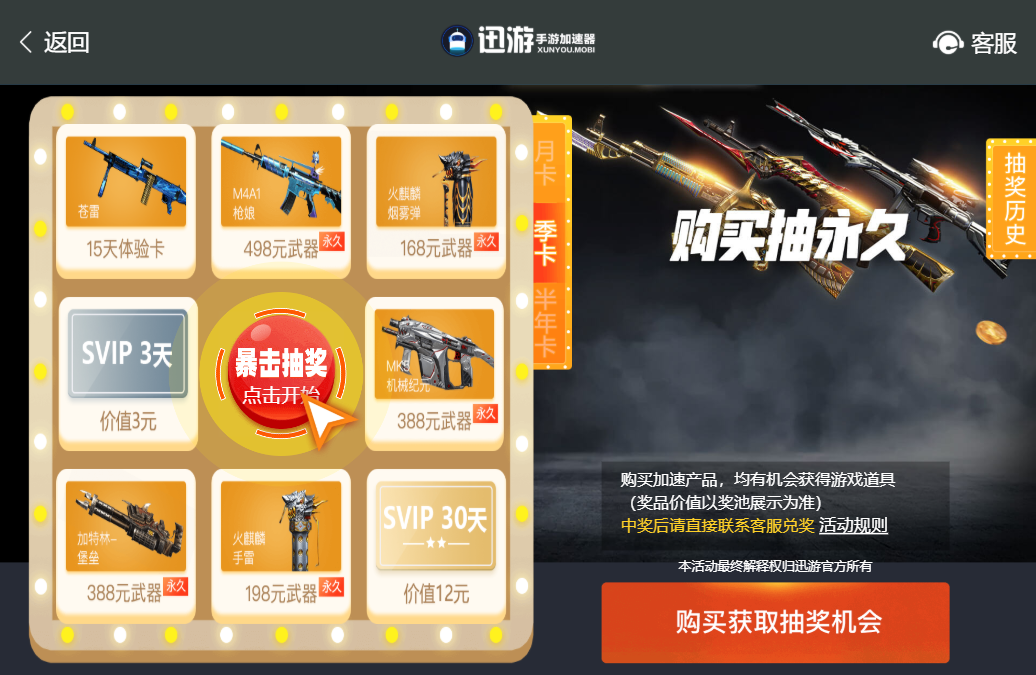 返回
迅游手游加速器
XUNYOU.MOBI
客服
苍雷
15天体验卡
M4A1
枪娘
498元武器
永久
火麒麟
烟雾弹
168元武器
永久
SVIP 3天
价值3元
暴击抽奖
点击开始
MK5
机械纪元
388元武器
永久
加特林-
堡垒
388元武器
永久
火麒麟
手雷
198元武器
永久
SVIP 30天
价值12元
月卡
季卡
半年卡
购买抽永久
抽奖历史
购买加速产品，均有机会获得游戏道具
（奖品价值以奖池展示为准）
中奖后请直接联系客服兑奖 活动规则
本活动最终解释权归迅游官方所有
购买获取抽奖机会